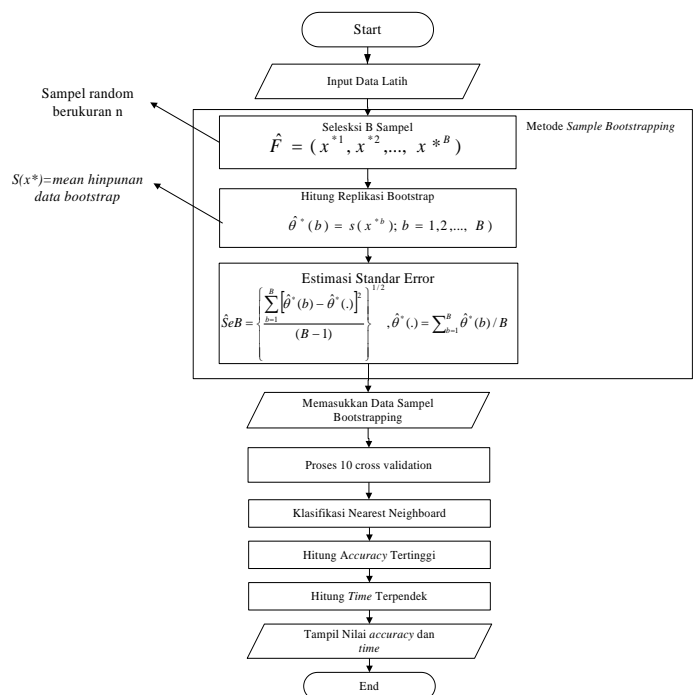 Start
Input Data Latih
Sampel random
berukuran n
Selesksi B Sampel
Metode Sample Bootstrapping
F̂ = ( x*1, x*2,..., x *B )
S(x*)=mean hinpunan
data bootstrap
Hitung Replikasi Bootstrap
θ̂*(b) = s(x*b); b = 1,2,..., B)
Estimasi Standar Error
ŜeB = { ∑_{b=1}^{B} [θ̂*(b) − θ̂*(.)]² / (B − 1) }^{1/2} , θ̂*(.) = ∑_{b=1}^{B} θ̂*(b) / B
Memasukkan Data Sampel
Bootstrapping
Proses 10 cross validation
Klasifikasi Nearest Neighboard
Hitung Accuracy Tertinggi
Hitung Time Terpendek
Tampil Nilai accuracy dan
time
End